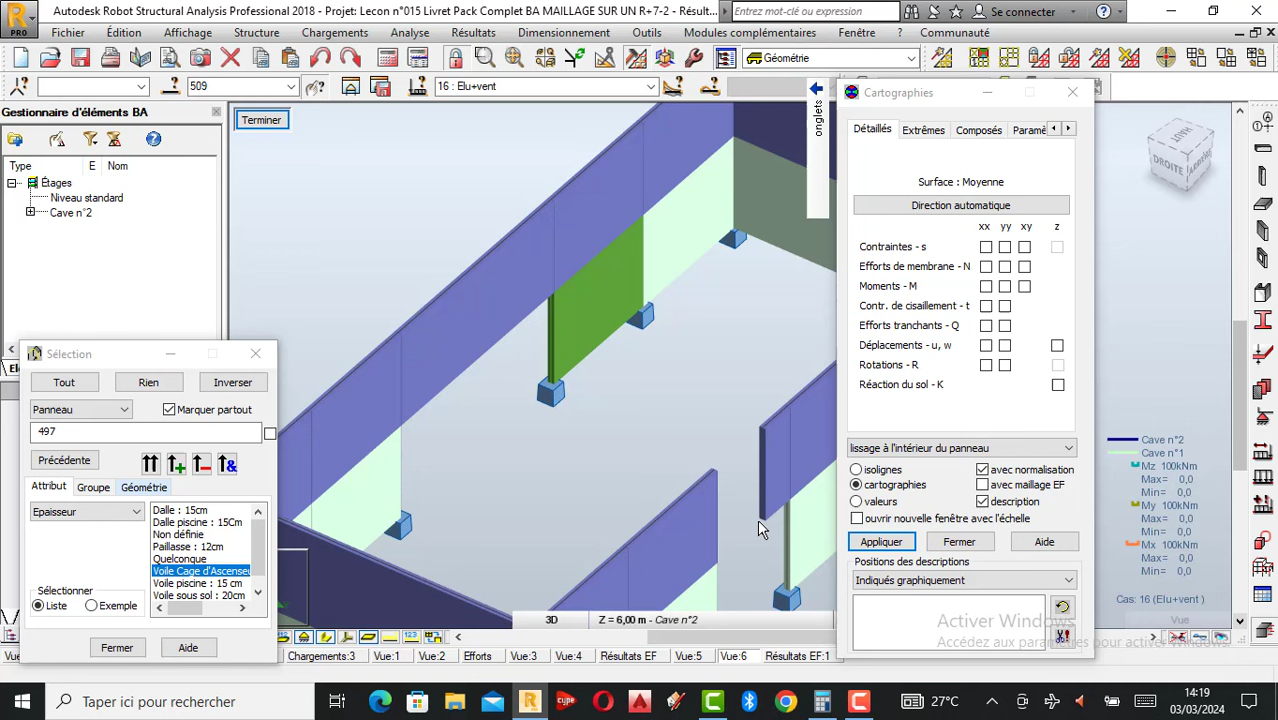 Autodesk Robot Structural Analysis Professional 2018 - Projet: Lecon n°015 Livret Pack Complet BA MAILLAGE SUR UN R+7-2 - Résult...
Entrez mot-clé ou expression
Se connecter
PRO
Fichier Édition Affichage Structure Chargements Analyse Résultats Dimensionnement Outils Modules complémentaires Fenêtre ? Communauté
Géométrie
509
16 : Elu+vent
Gestionnaire d'éléments BA
Type E Nom
Étages
Niveau standard
Cave n°2
Terminer
onglets
HAUT
DROITE
ARRIÈRE
Cartographies
Détaillés Extrêmes Composés Paramè
Surface : Moyenne
Direction automatique
xx yy xy z
Contraintes - s
Efforts de membrane - N
Moments - M
Contr. de cisaillement - t
Efforts tranchants - Q
Déplacements - u, w
Rotations - R
Réaction du sol - K
lissage à l'intérieur du panneau
isolignes
avec normalisation
cartographies
avec maillage EF
valeurs
description
ouvrir nouvelle fenêtre avec l'échelle
Appliquer Fermer Aide
Positions des descriptions
Indiqués graphiquement
Sélection
Tout Rien Inverser
Panneau
Marquer partout
497
Précédente
Attribut Groupe Géométrie
Epaisseur
Dalle : 15cm
Dalle piscine : 15Cm
Non définie
Paillasse : 12cm
Quelconque
Voile Cage d'Ascenseu
Voile piscine : 15 cm
Voile sous sol : 20cm
Sélectionner
Liste Exemple
Fermer Aide
Cave n°2
Cave n°1
Mz 100kNm
Max= 0,0
Min= 0,0
My 100kNm
Max= 0,0
Min= 0,0
Mx 100kNm
Max= 0,0
Min= 0,0
Cas: 16 (Elu+vent )
Activer Windows
Accédez aux paramètres pour activer Windows.
3D Z = 6,00 m - Cave n°2
Vue
Chargements:3 Vue:2 Vue:3 Vue:4 Résultats EF Vue:5 Vue:6 Résultats EF:1
Taper ici pour rechercher
cype
27°C
14:19
03/03/2024